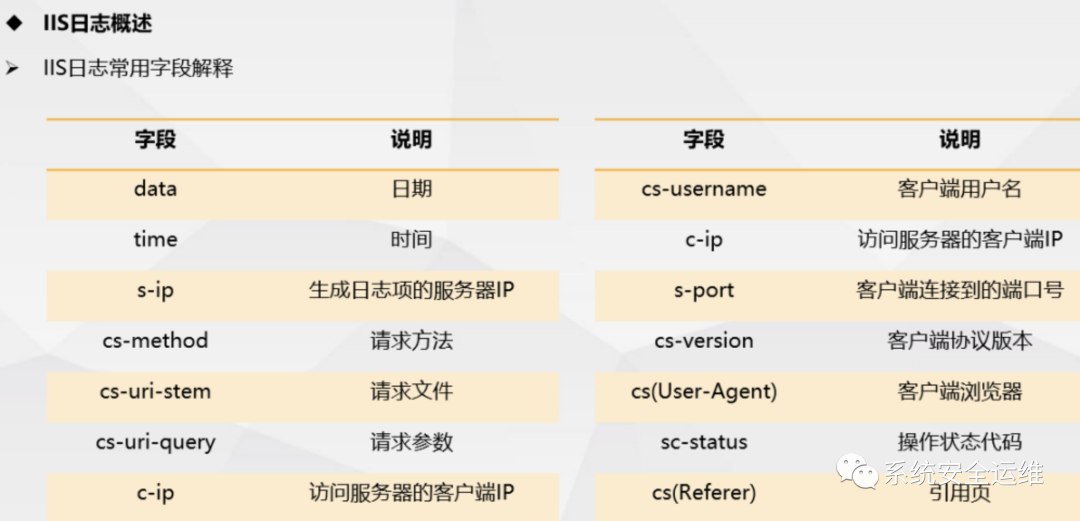 ◆ IIS日志概述
➢ IIS日志常用字段解释
字段 说明
data 日期
time 时间
s-ip 生成日志项的服务器IP
cs-method 请求方法
cs-uri-stem 请求文件
cs-uri-query 请求参数
c-ip 访问服务器的客户端IP
字段 说明
cs-username 客户端用户名
c-ip 访问服务器的客户端IP
s-port 客户端连接到的端口号
cs-version 客户端协议版本
cs(User-Agent) 客户端浏览器
sc-status 操作状态代码
cs(Referer) 引用页
系统安全运维